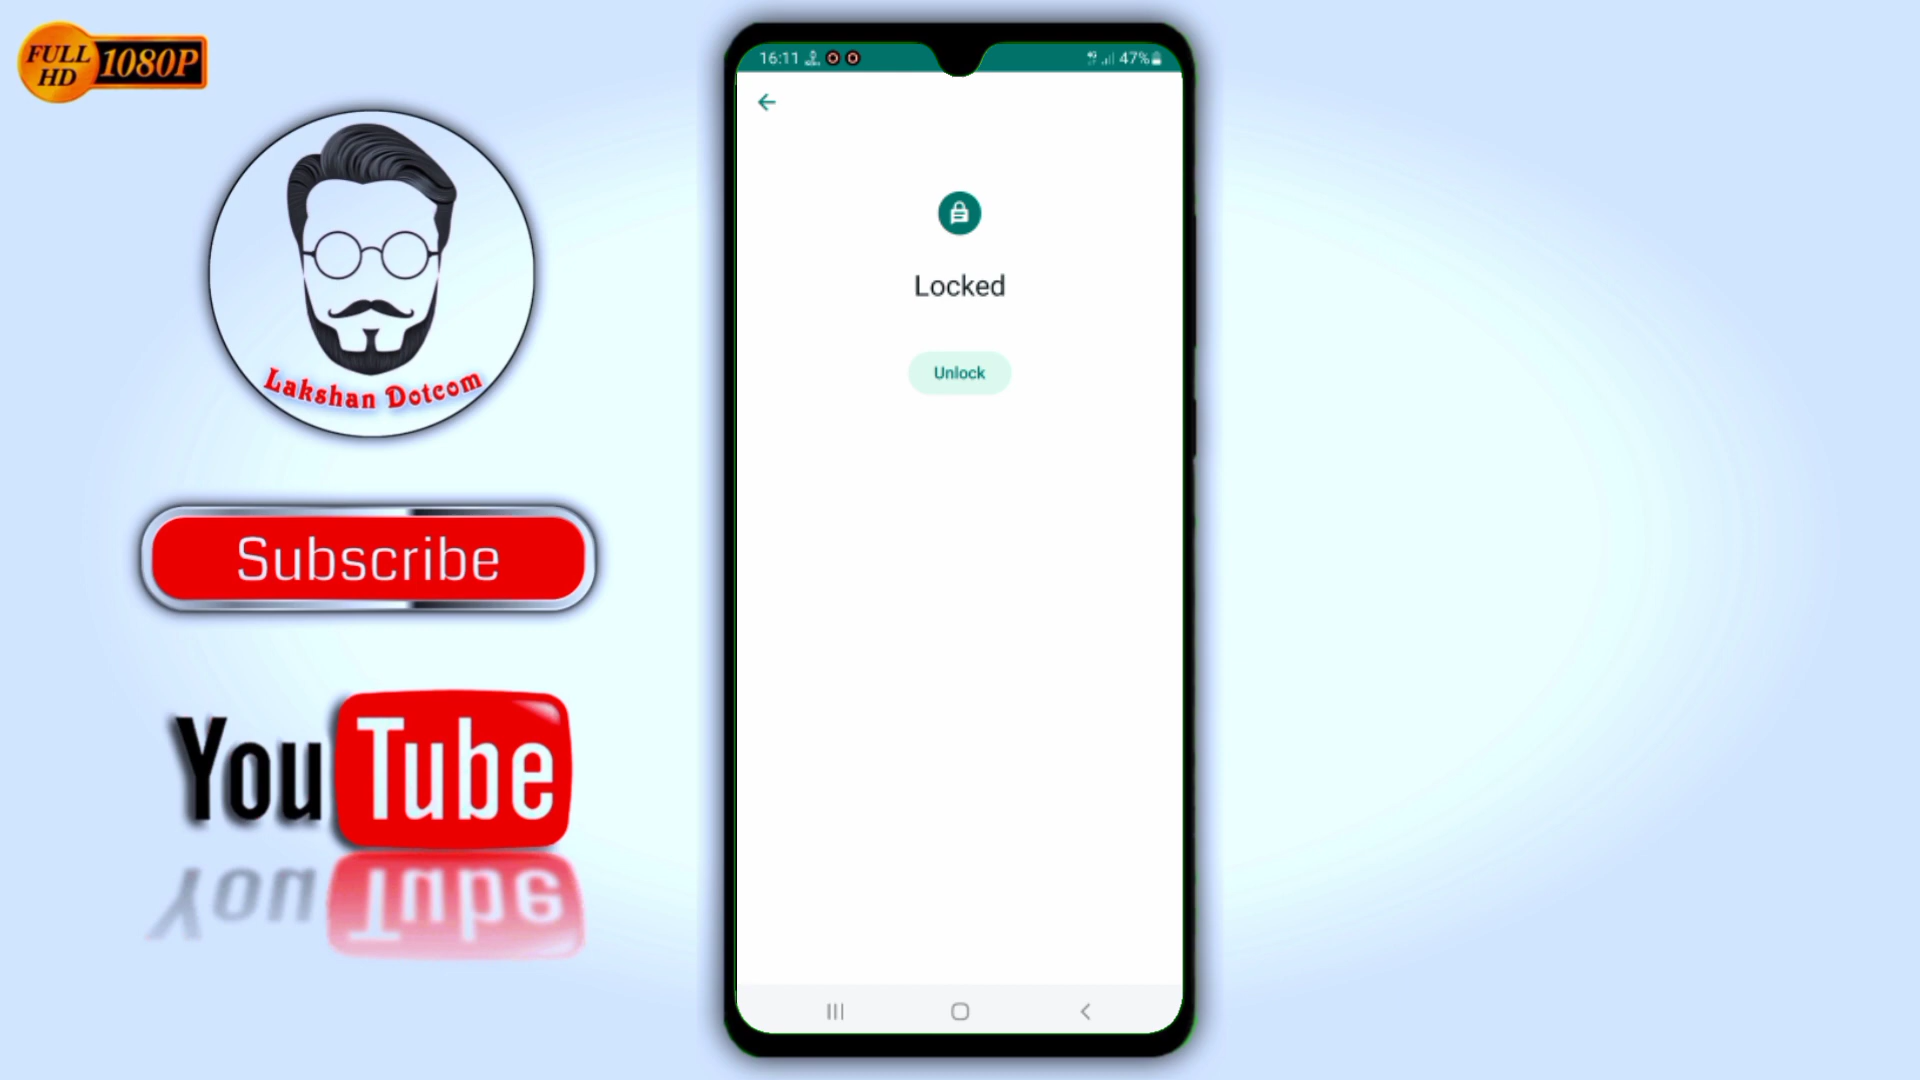 FULL
HD
1080P
Lakshan Dotcom
Subscribe
YouTube
16:11
47%
Locked
Unlock